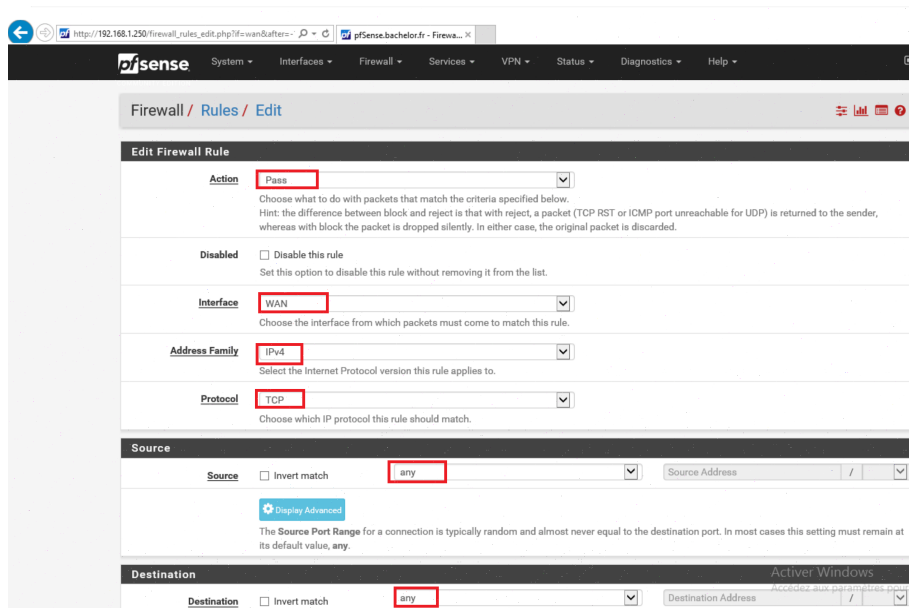 http://192.168.1.250/firewall_rules_edit.php?if=wan&after=-
pfSense.bachelor.fr - Firewa...
pfsense
System Interfaces Firewall Services VPN Status Diagnostics Help
Firewall / Rules / Edit
Edit Firewall Rule
Action Pass
Choose what to do with packets that match the criteria specified below.
Hint: the difference between block and reject is that with reject, a packet (TCP RST or ICMP port unreachable for UDP) is returned to the sender,
whereas with block the packet is dropped silently. In either case, the original packet is discarded.
Disabled Disable this rule
Set this option to disable this rule without removing it from the list.
Interface WAN
Choose the interface from which packets must come to match this rule.
Address Family IPv4
Select the Internet Protocol version this rule applies to.
Protocol TCP
Choose which IP protocol this rule should match.
Source
Source Invert match any Source Address /
Display Advanced
The Source Port Range for a connection is typically random and almost never equal to the destination port. In most cases this setting must remain at
its default value, any.
Destination
Activer Windows
Accédez aux paramètres pour
Destination Invert match any Destination Address /